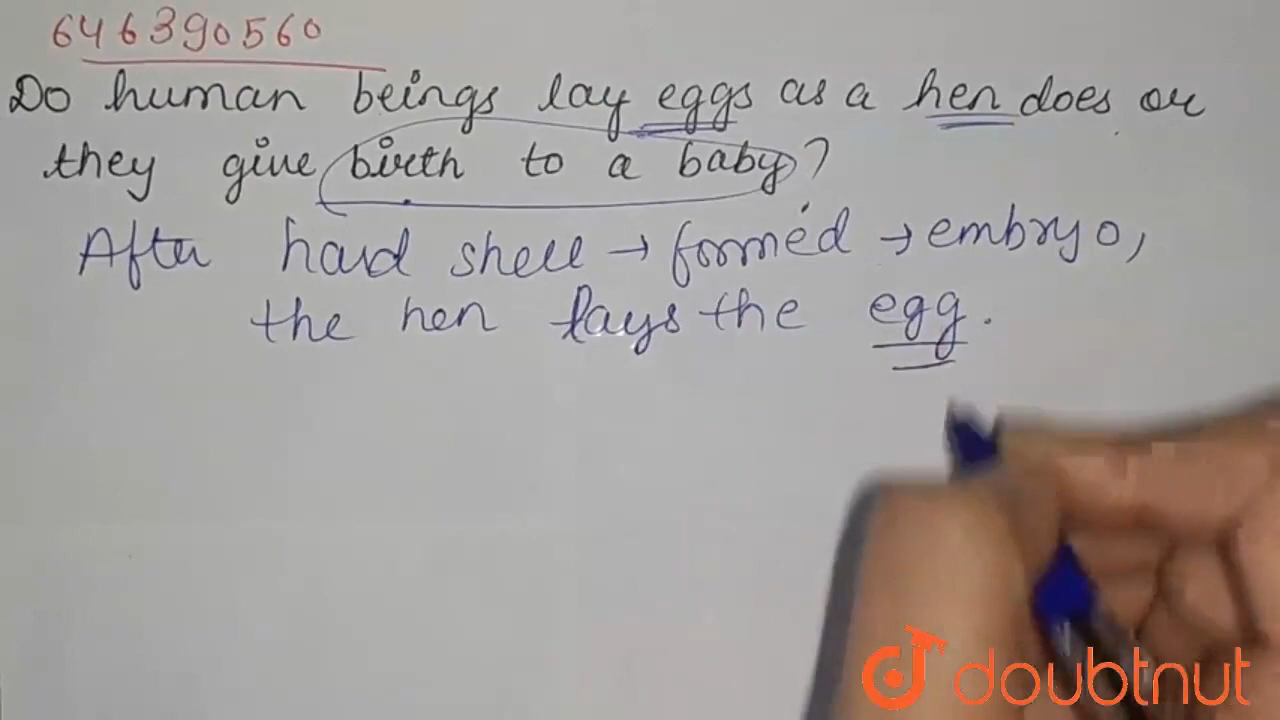 646390560
Do human beings lay eggs as a hen does or
they give birth to a baby?
After hard shell → formed → embryo,
the hen lays the egg.
doubtnut